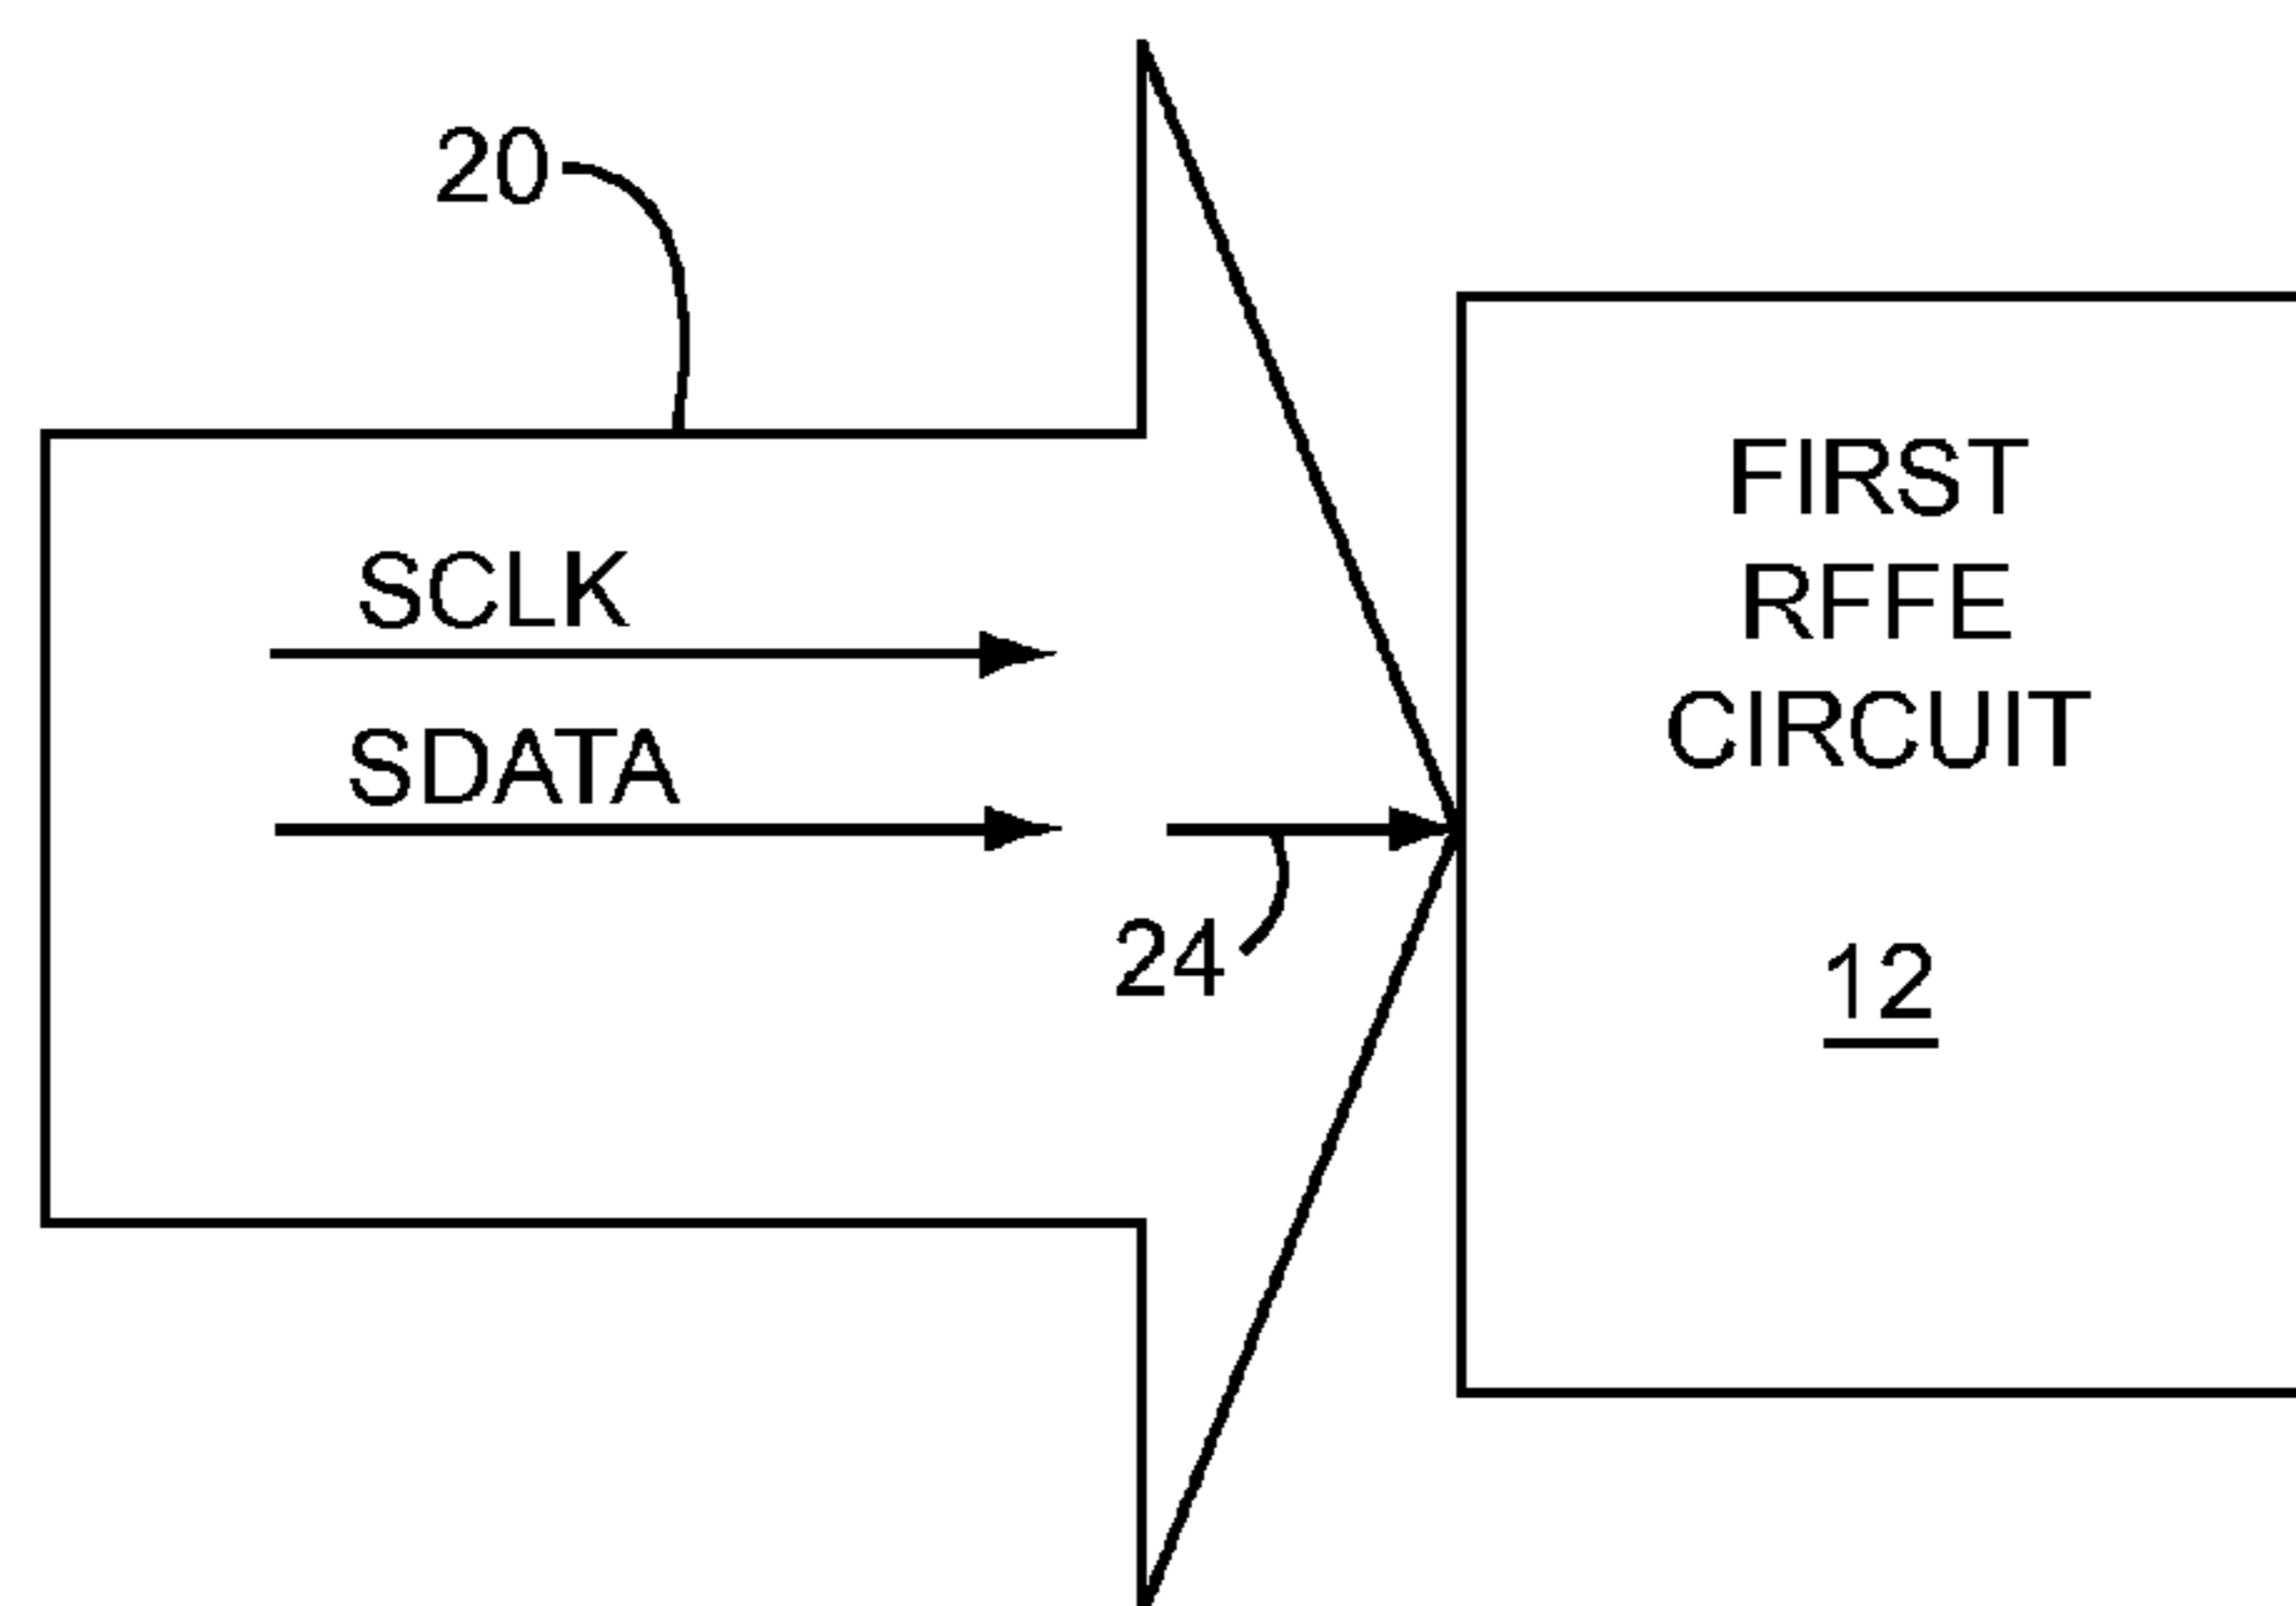 20
SCLK
SDATA
24
FIRST
RFFE
CIRCUIT
12